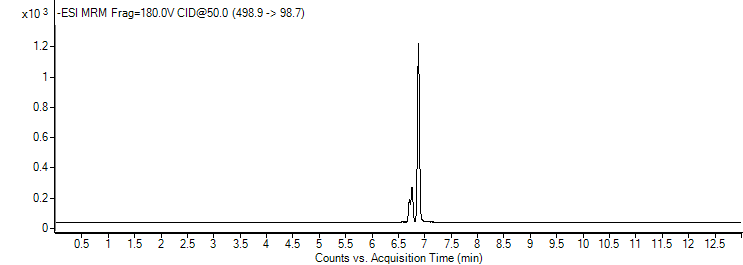 x10 3 -ESI MRM Frag=180.0V CID@50.0 (498.9 -> 98.7)
1.2
1
0.8
0.6
0.4
0.2
0
0.5 1 1.5 2 2.5 3 3.5 4 4.5 5 5.5 6 6.5 7 7.5 8 8.5 9 9.5 10 10.5 11 11.5 12 12.5
Counts vs. Acquisition Time (min)